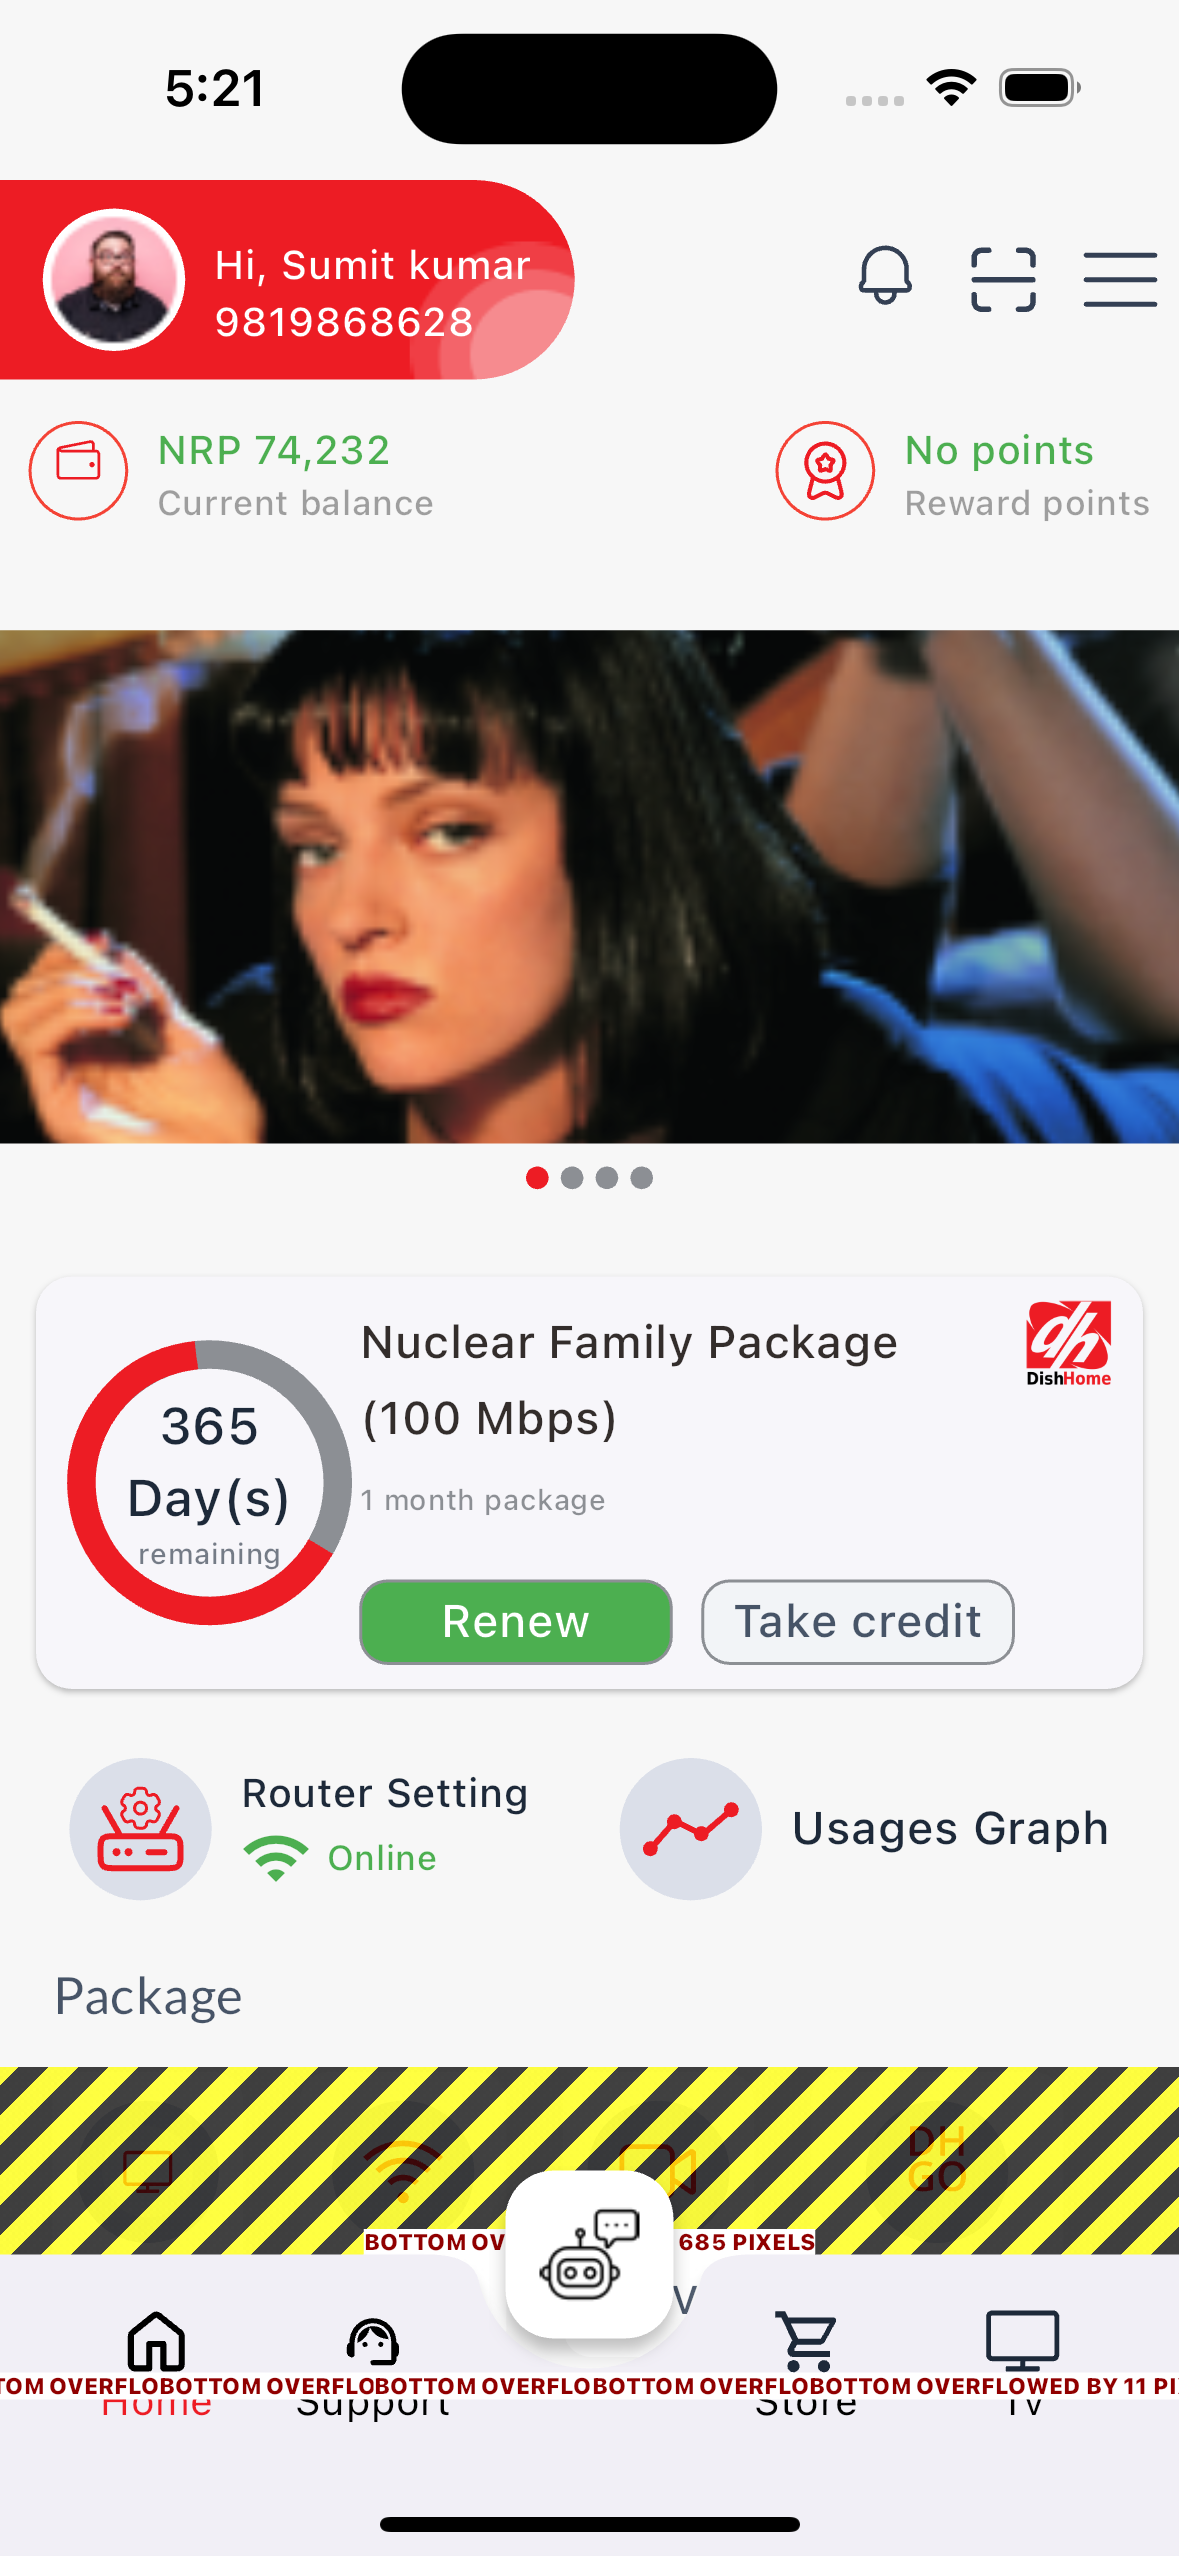 5:21
Hi, Sumit kumar
9819868628
NRP 74,232
Current balance
No points
Reward points
365
Day(s)
remaining
Nuclear Family Package
(100 Mbps)
1 month package
dh
DishHome
Renew
Take credit
Router Setting
Online
Usages Graph
Package
DH
GO
BOTTOM OV 685 PIXELS
V
TOM OVERFLOBOTTOM OVERFLOBOTTOM OVERFLOBOTTOM OVERFLOBOTTOM OVERFLOWED BY 11 PI
Home
Support
Store
Tv